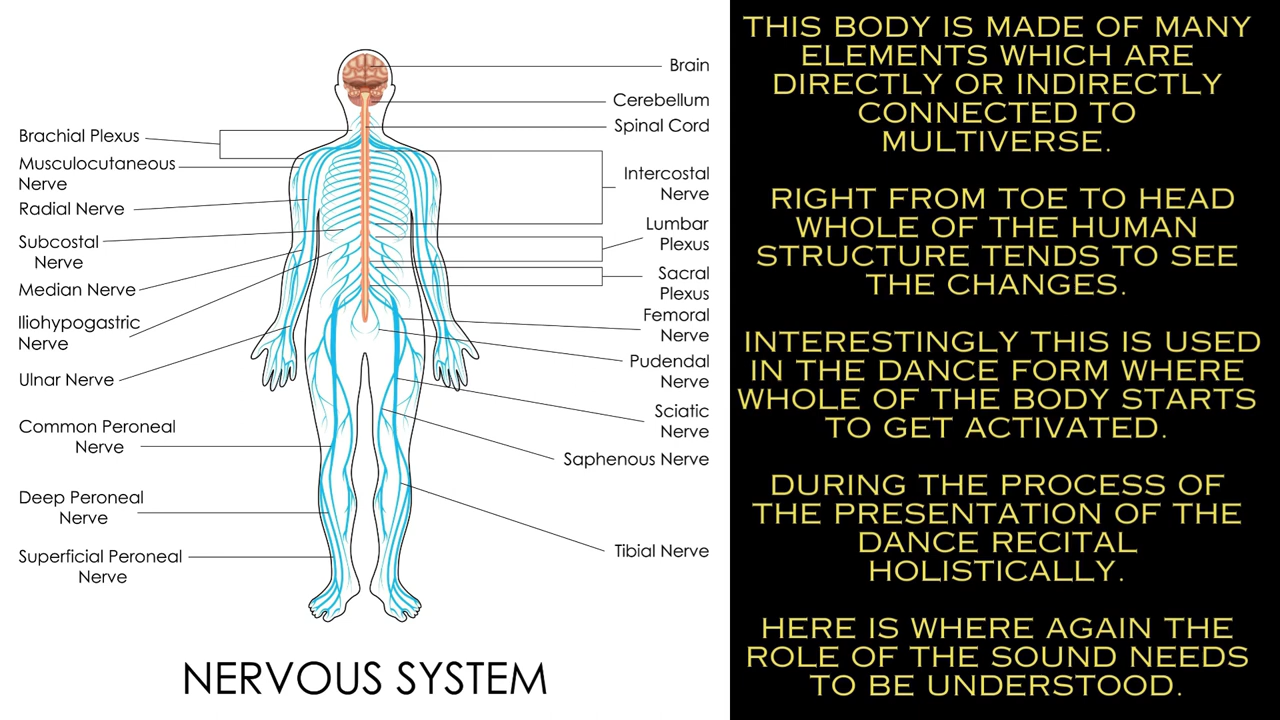 Brain
Cerebellum
Spinal Cord
Intercostal
Nerve
Lumbar
Plexus
Sacral
Plexus
Femoral
Nerve
Pudendal
Nerve
Sciatic
Nerve
Saphenous Nerve
Tibial Nerve
Brachial Plexus
Musculocutaneous
Nerve
Radial Nerve
Subcostal
Nerve
Median Nerve
Iliohypogastric
Nerve
Ulnar Nerve
Common Peroneal
Nerve
Deep Peroneal
Nerve
Superficial Peroneal
Nerve
NERVOUS SYSTEM
THIS BODY IS MADE OF MANY
ELEMENTS WHICH ARE
DIRECTLY OR INDIRECTLY
CONNECTED TO
MULTIVERSE.
RIGHT FROM TOE TO HEAD
WHOLE OF THE HUMAN
STRUCTURE TENDS TO SEE
THE CHANGES.
INTERESTINGLY THIS IS USED
IN THE DANCE FORM WHERE
WHOLE OF THE BODY STARTS
TO GET ACTIVATED.
DURING THE PROCESS OF
THE PRESENTATION OF THE
DANCE RECITAL
HOLISTICALLY.
HERE IS WHERE AGAIN THE
ROLE OF THE SOUND NEEDS
TO BE UNDERSTOOD.